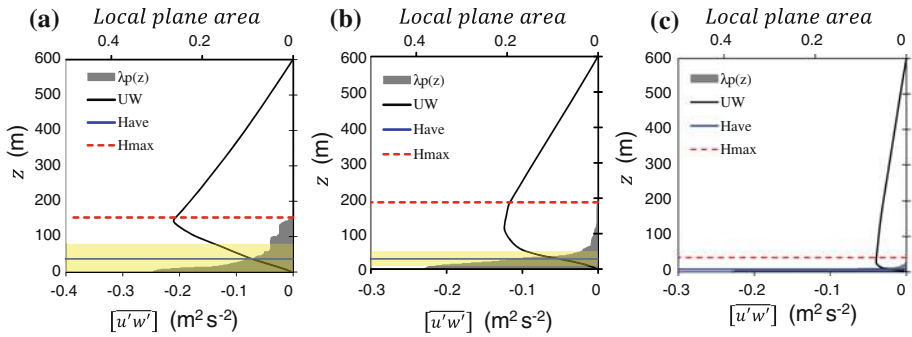 (a) Local plane area
0.4 0.2 0
600
500
400
300
200
100
0
z (m)
λp(z)
UW
Have
Hmax
-0.4 -0.3 -0.2 -0.1 0
[u′w′] (m² s⁻²)
(b) Local plane area
0.4 0.2 0
600
500
400
300
200
100
0
z (m)
λp(z)
UW
Have
Hmax
-0.3 -0.2 -0.1 0
[u′w′] (m² s⁻²)
(c) Local plane area
0.4 0.2 0
600
500
400
300
200
100
0
z (m)
λp(z)
UW
Have
Hmax
-0.3 -0.2 -0.1 0
[u′w′] (m² s⁻²)